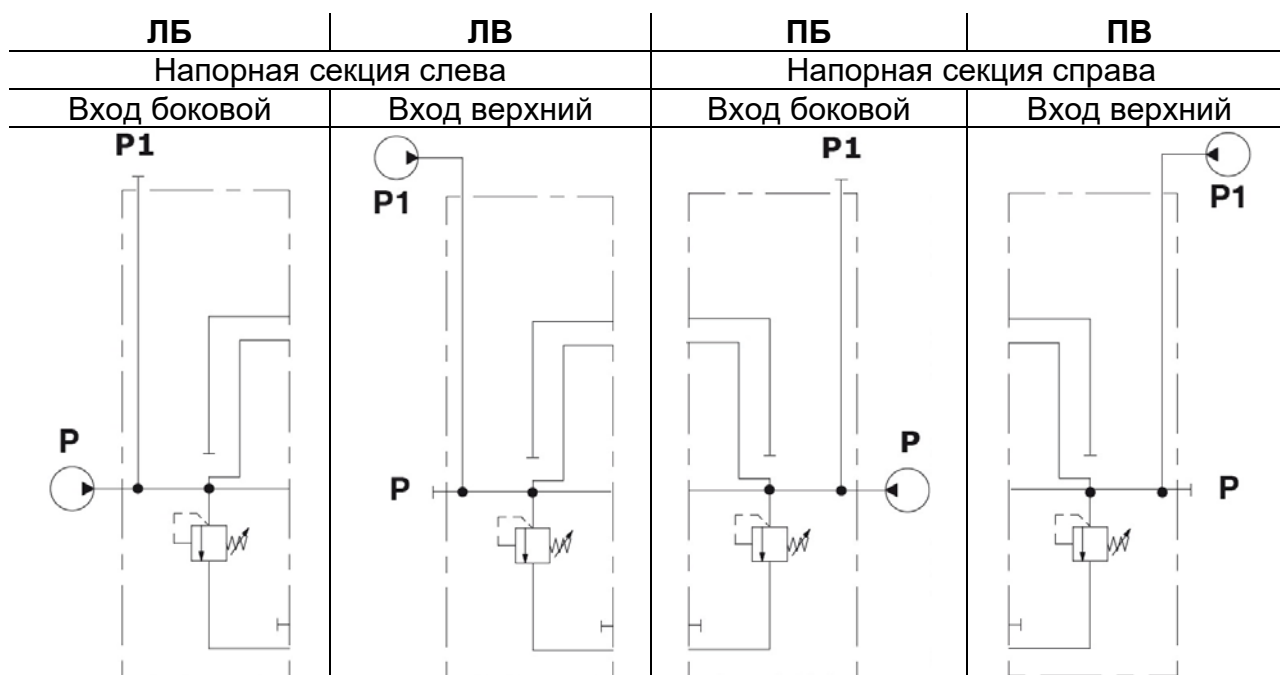 ЛБ ЛВ ПБ ПВ
Напорная секция слева Напорная секция справа
Вход боковой Вход верхний Вход боковой Вход верхний
P1 P1
P1 P1
P P
P P